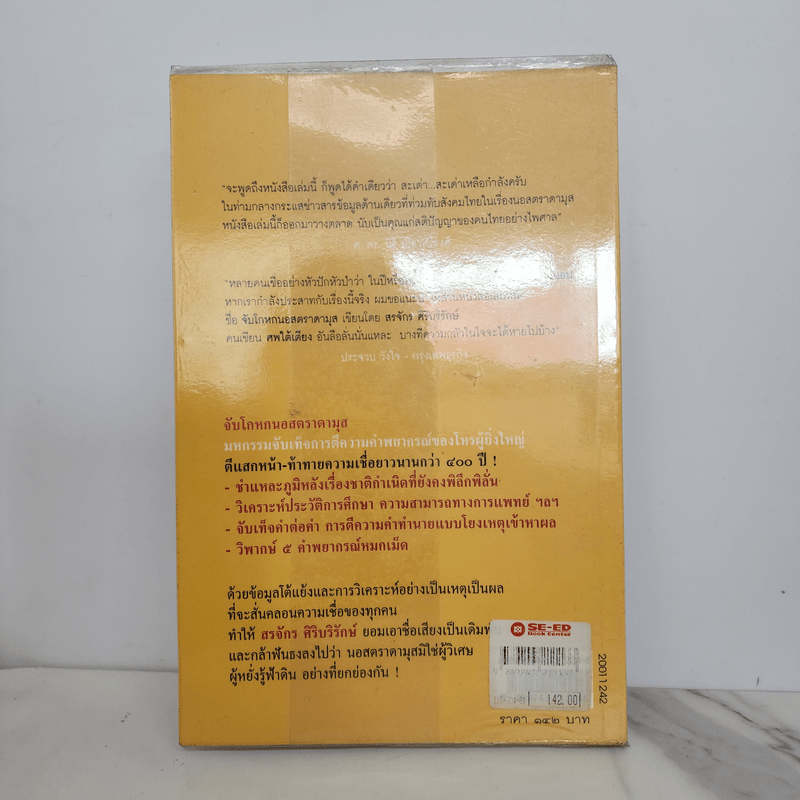 "จะพูดถึงหนังสือเล่มนี้ ก็พูดได้คำเดียวว่า สะเด่า...สะเด่าเหลือกำลังครับ
ในท่ามกลางกระแสข่าวสารข้อมูลด้านเดียวที่ท่วมทับสังคมไทยในเรื่องนอสตราดามุส
หนังสือเล่มนี้ก็ออกมาวางตลาด นับเป็นคุณแก่สติปัญญาของคนไทยอย่างไพศาล"
"หลายคนเชื่ออย่างหัวปักหัวปำว่า ในปีหรือ
หากเรากำลังประสาทกับเรื่องนี้จริง ผมขอแนะ
ชื่อ จับโกหกนอสตราดามุส เขียนโดย สรจักร ศิริบริรักษ์
คนเขียน ศพใต้เตียง อันลือลั่นนั่นแหละ บางทีความกลัวในใจจะได้หายไปบ้าง"
ประจวบ วังใจ - กรุงเทพธุรกิจ
จับโกหกนอสตราดามุส
มหกรรมจับเท็จการตีความคำพยากรณ์ของโหรผู้ยิ่งใหญ่
ตีแสกหน้า-ท้าทายความเชื่อยาวนานกว่า ๔๐๐ ปี !
- ชำแหละภูมิหลังเรื่องชาติกำเนิดที่ยังคงพิลึกพิลั่น
- วิเคราะห์ประวัติการศึกษา ความสามารถทางการแพทย์ ฯลฯ
- จับเท็จคำต่อคำ การตีความคำทำนายแบบโยงเหตุเข้าหาผล
- วิพากษ์ ๕ คำพยากรณ์หมกเม็ด
ด้วยข้อมูลโต้แย้งและการวิเคราะห์อย่างเป็นเหตุเป็นผล
ที่จะสั่นคลอนความเชื่อของทุกคน
ทำให้ สรจักร ศิริบริรักษ์ ยอมเอาชื่อเสียงเป็นเดิมพัน
และกล้าฟันธงลงไปว่า นอสตราดามุสมิใช่ผู้วิเศษ
ผู้หยั่งรู้ฟ้าดิน อย่างที่ยกย่องกัน !
SE-ED
Book Center
142.00
20011242
ราคา ๑๔๒ บาท